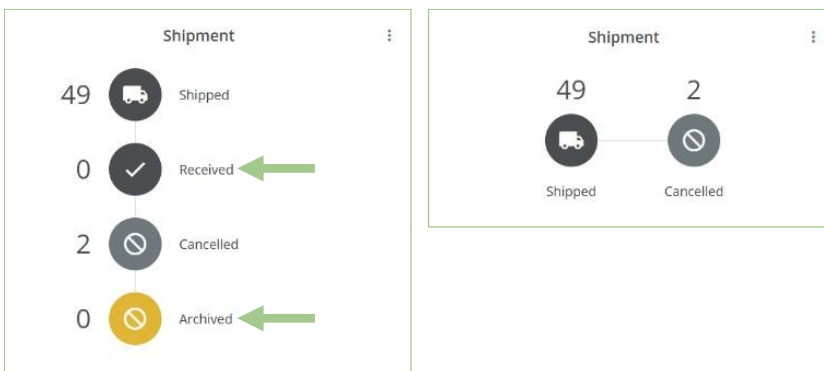 Shipment
49 Shipped
0 Received
2 Cancelled
0 Archived
Shipment
49 2
Shipped Cancelled